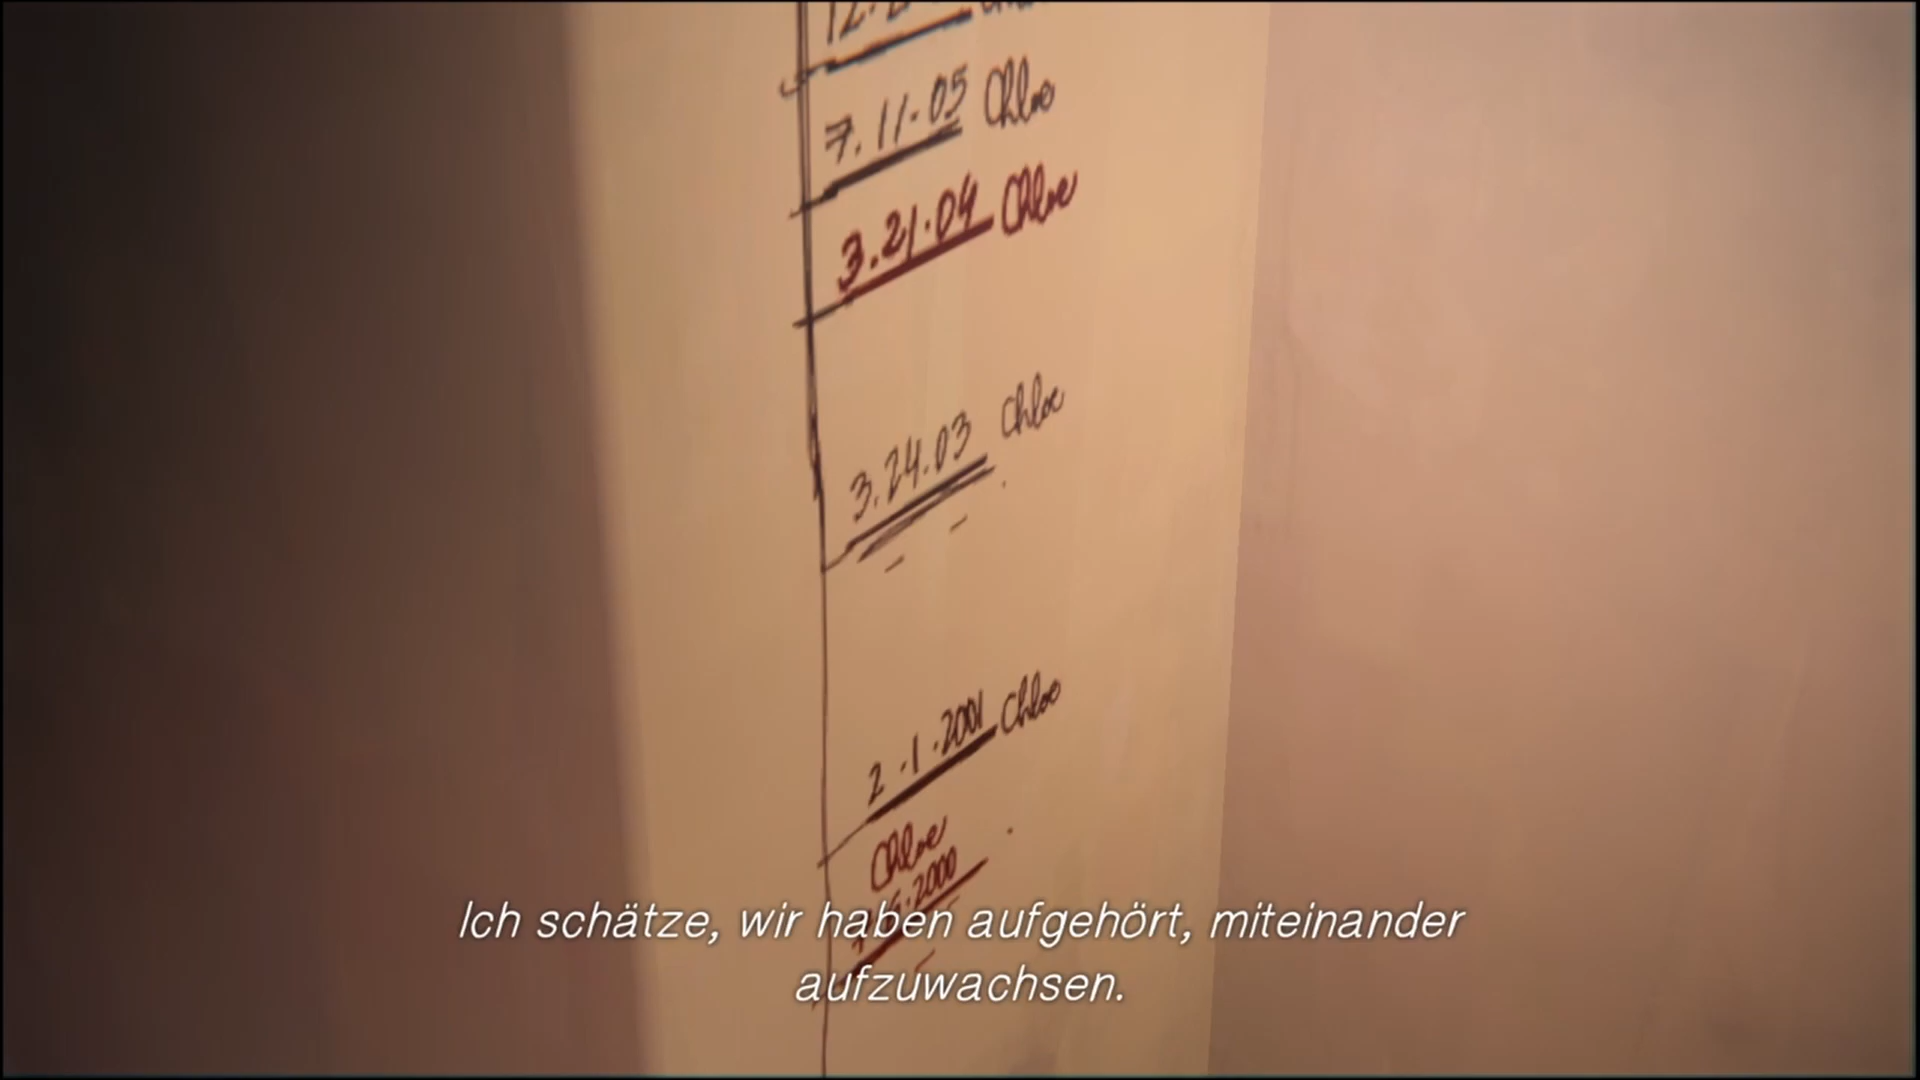 7.11.05 Chloe
3.21.04 Chloe
3.24.03 Chloe
2.1.2001 Chloe
Chloe
Ich schätze, wir haben aufgehört, miteinander
aufzuwachsen.